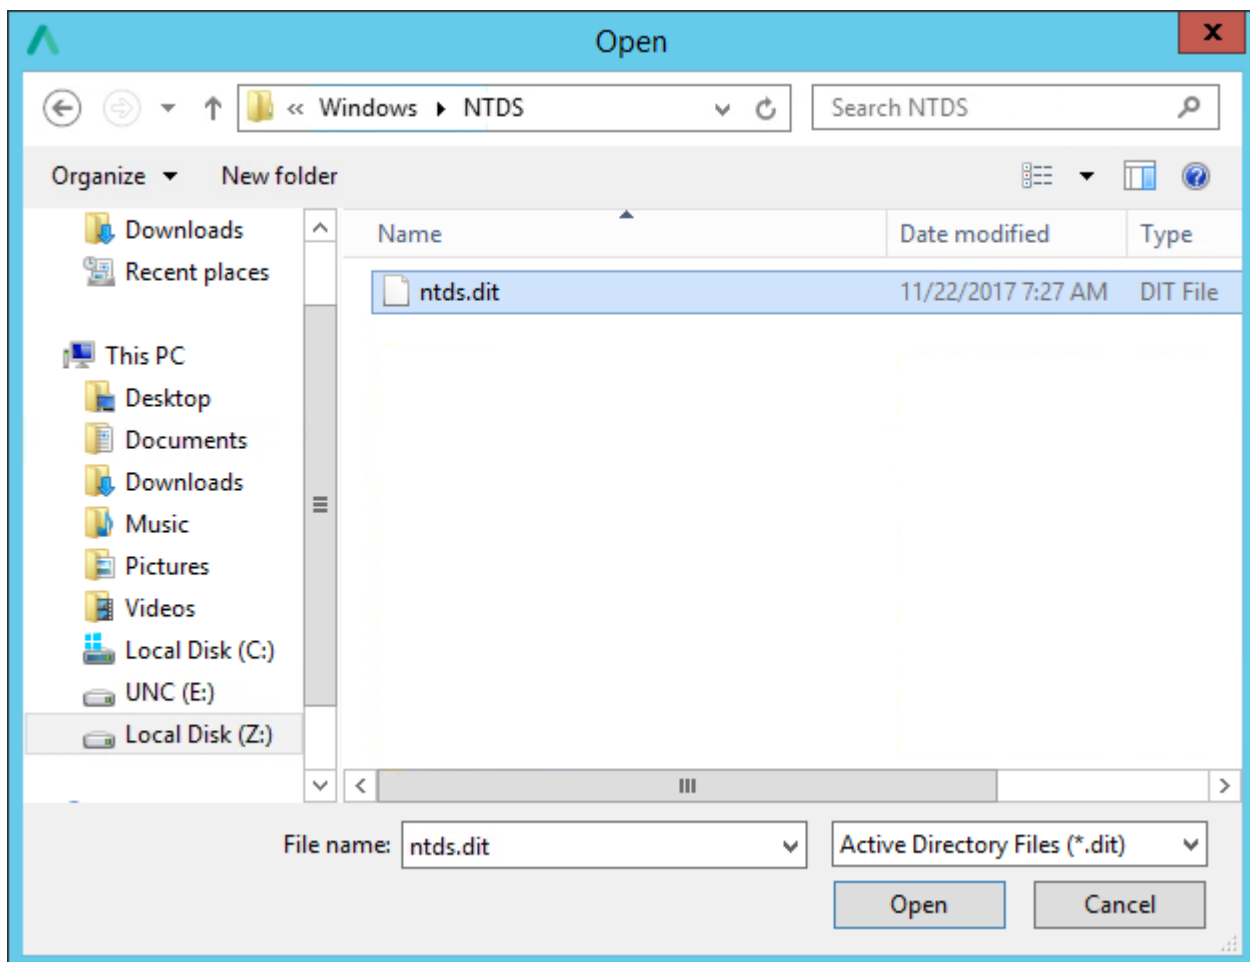 Open
x
« Windows NTDS
Search NTDS
Organize
New folder
Downloads
Recent places
This PC
Desktop
Documents
Downloads
Music
Pictures
Videos
Local Disk (C:)
UNC (E:)
Local Disk (Z:)
Name
Date modified
Type
ntds.dit
11/22/2017 7:27 AM
DIT File
File name:
ntds.dit
Active Directory Files (*.dit)
Open
Cancel